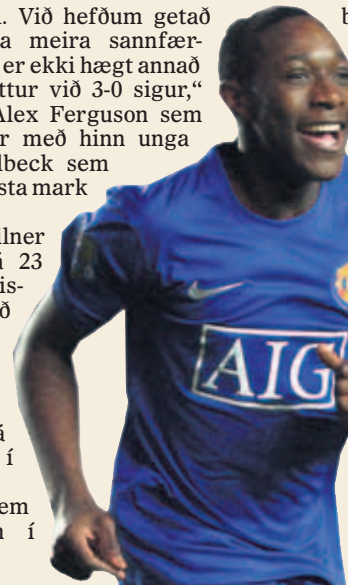 . Við hefðum getað
a meira sannfær-
er ekki hægt annað
ttur við 3-0 sigur,“
Alex Ferguson sem
r með hinn unga
lbeck sem
sta mark
ilner
á 23
is-
ð
á
í
em
n í
b
AIG